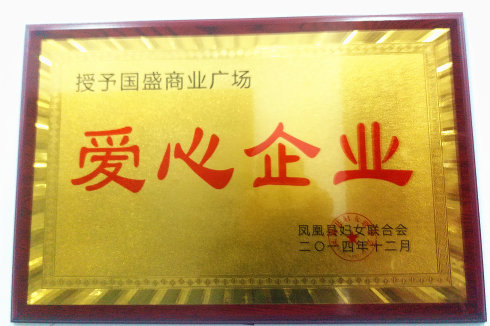 授予国盛商业广场
爱心企业
凤凰县妇女联合会
二〇一四年十二月